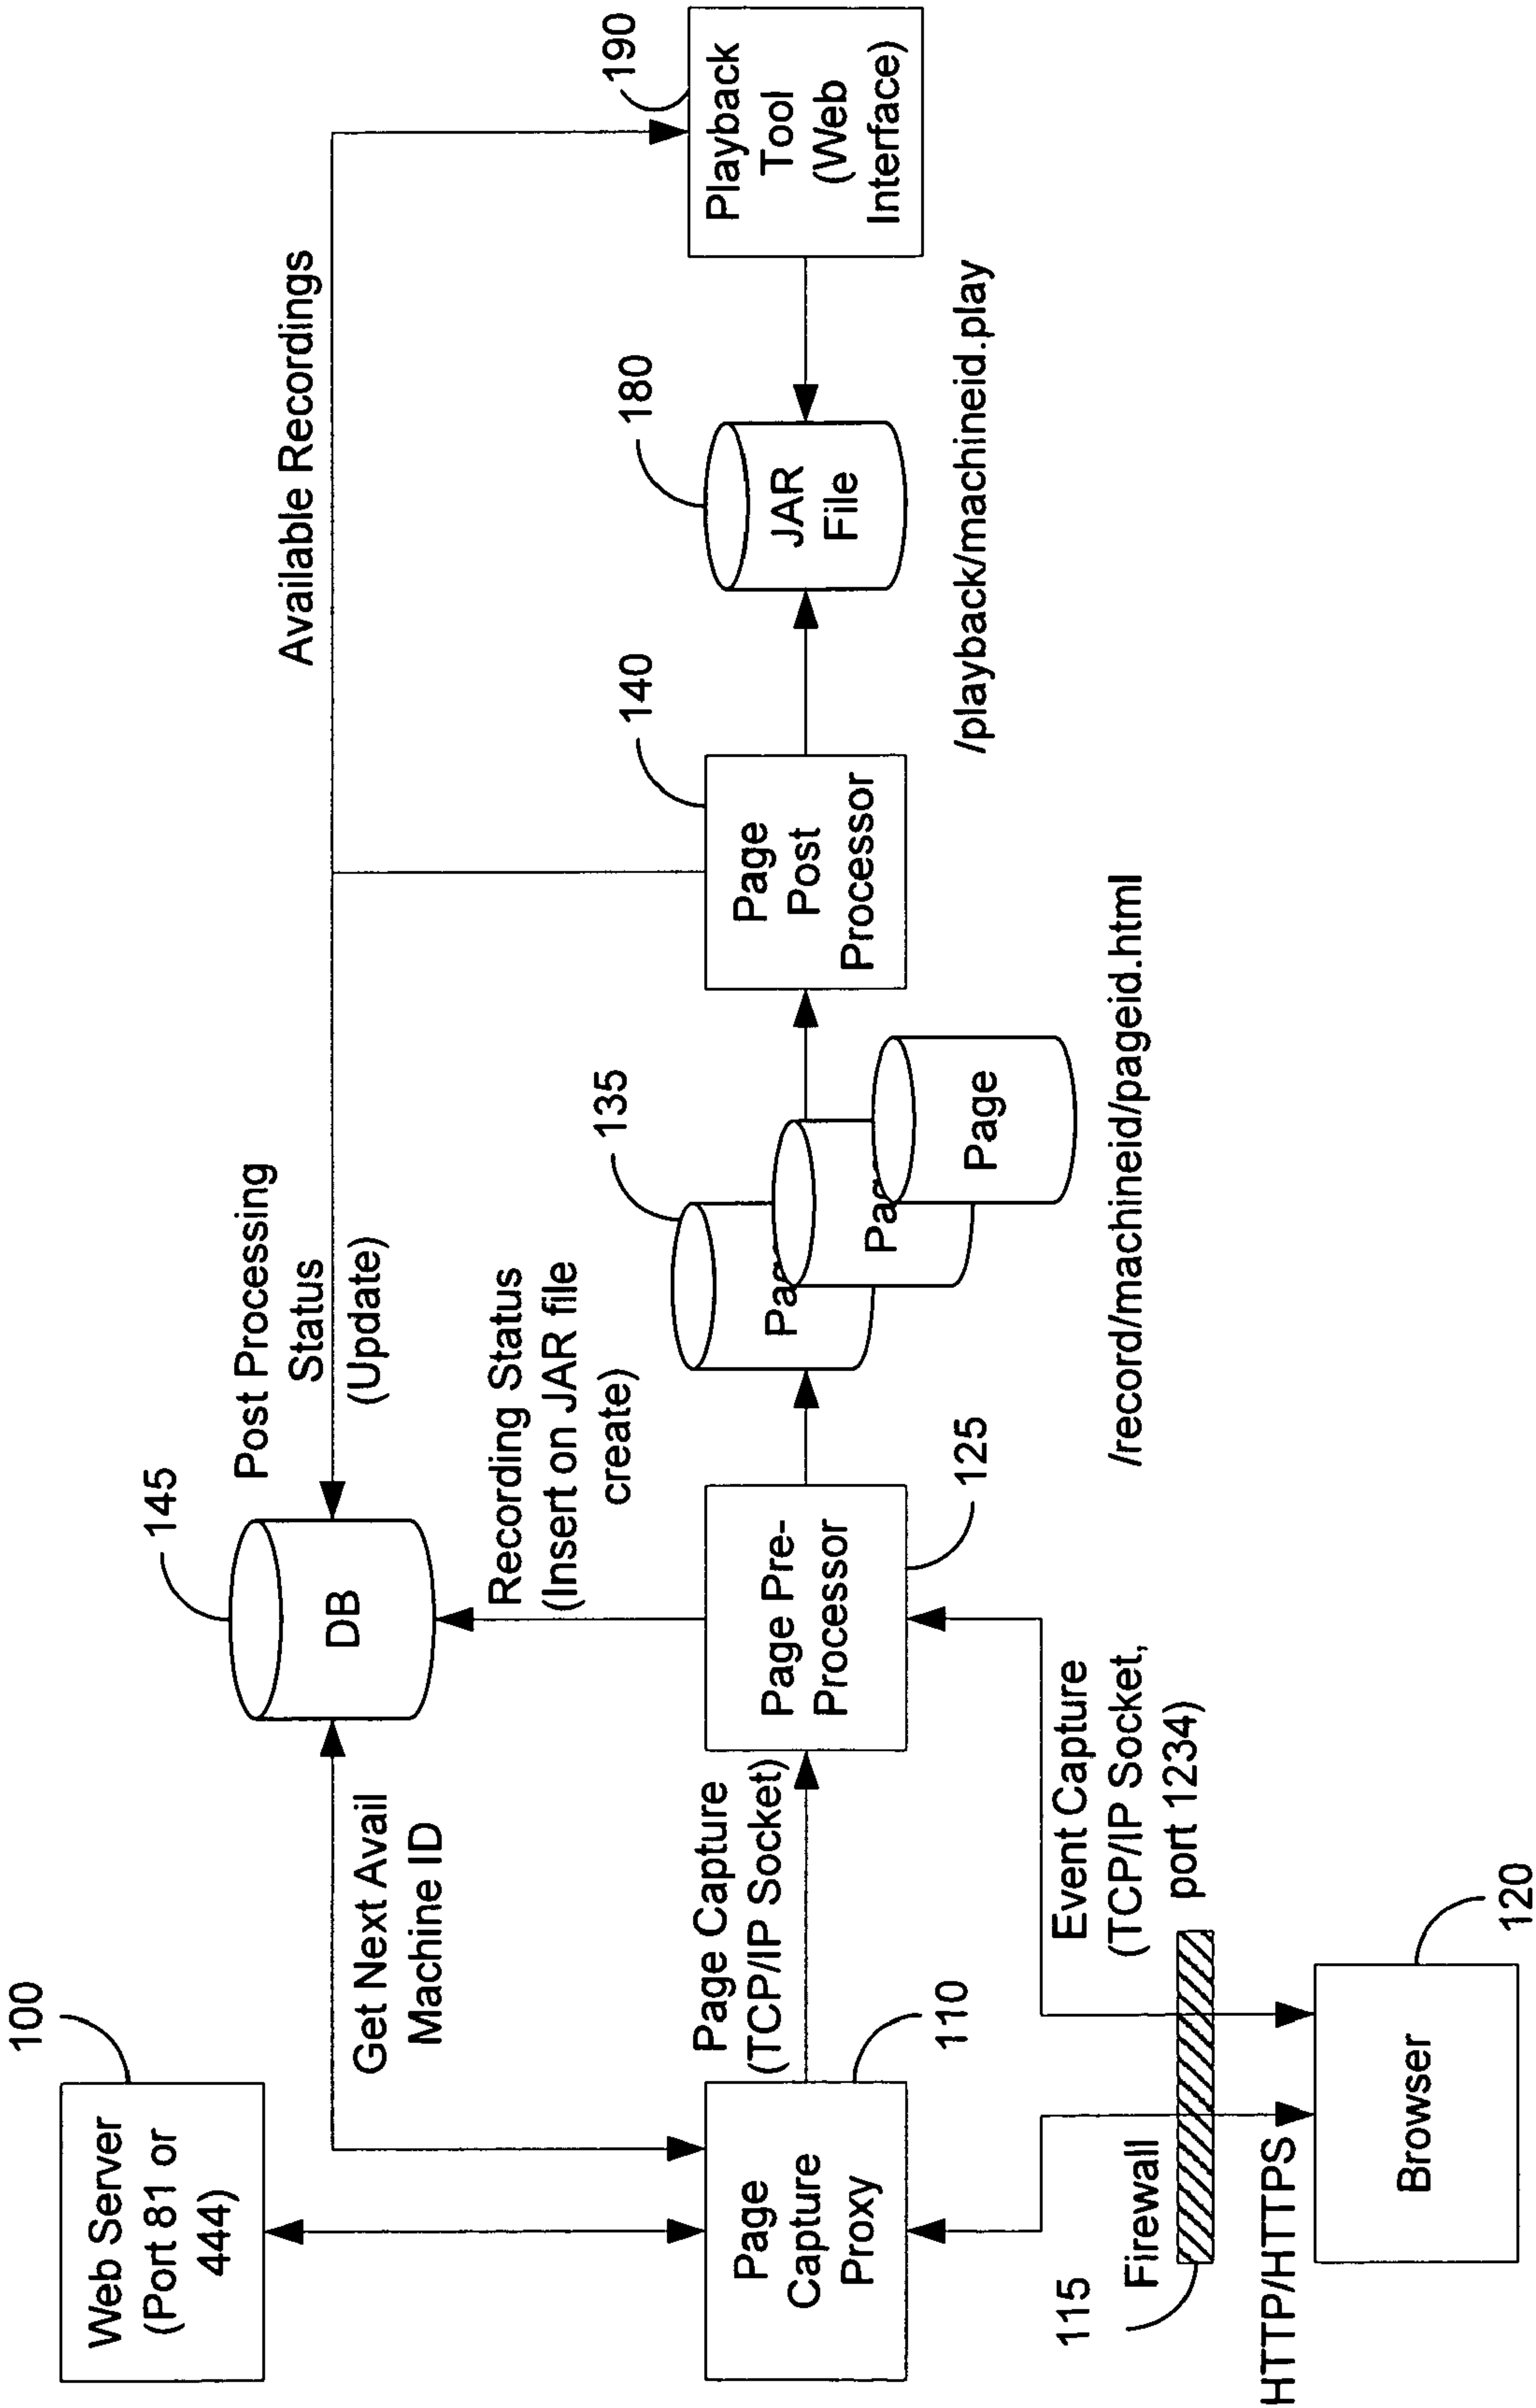 100
Web Server
(Port 81 or
444)
Get Next Avail
Machine ID
145
DB
Post Processing
Status
(Update)
Available Recordings
Recording Status
(Insert on JAR file
create)
Page Capture
(TCP/IP Socket)
110
Page
Capture
Proxy
Page Pre-
Processor
125
135
Pag
Pag
Page
/record/machineid/pageid.html
140
Page
Post
Processor
180
JAR
File
/playback/machineid.play
190
Playback
Tool
(Web
Interface)
Event Capture
(TCP/IP Socket,
port 1234)
115
Firewall
HTTP/HTTPS
120
Browser